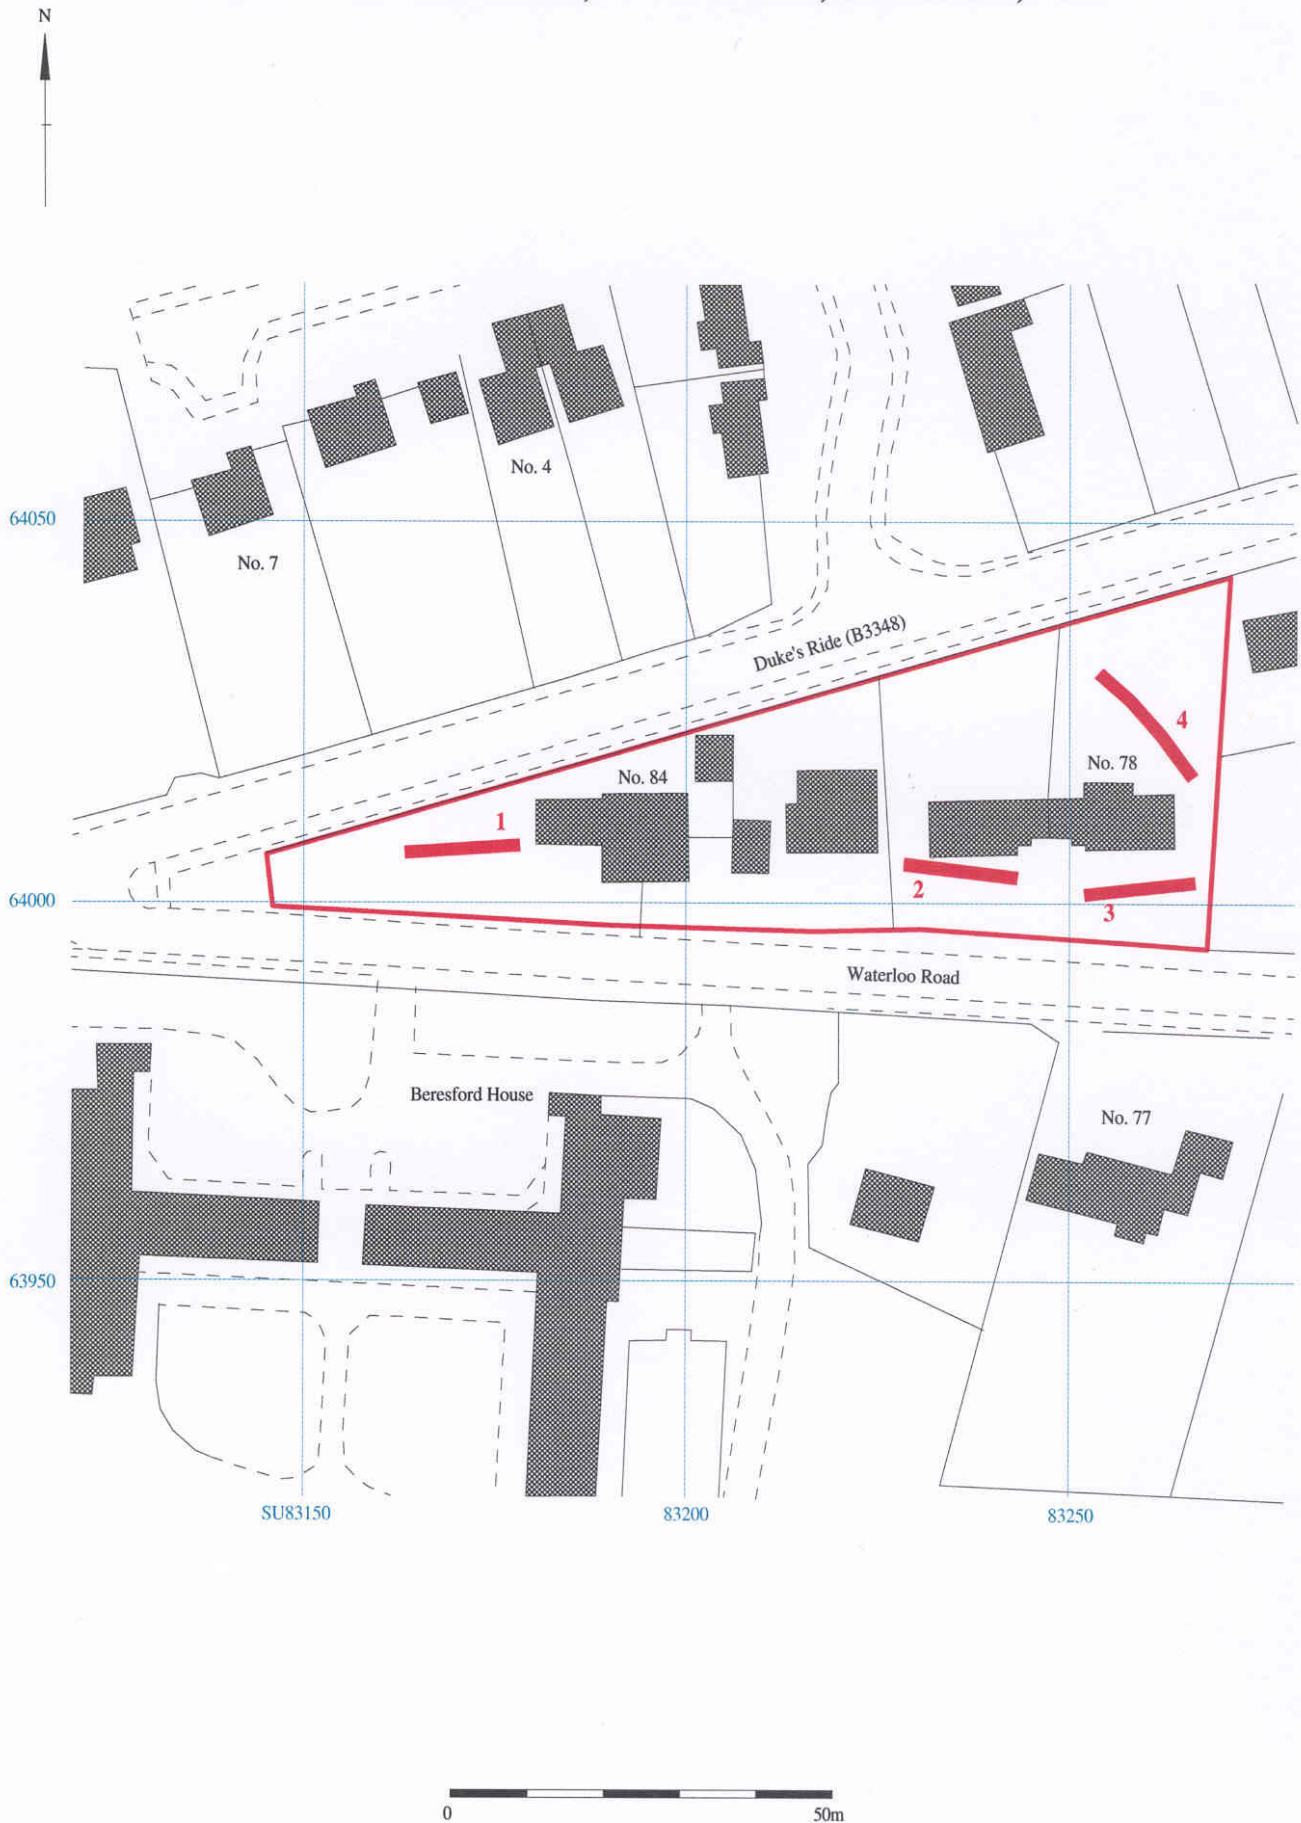 N
No. 4
64050
No. 7
Duke's Ride (B3348)
4
No. 84
No. 78
1
2
3
64000
Waterloo Road
Beresford House
No. 77
63950
SU83150
83200
83250
0
50m